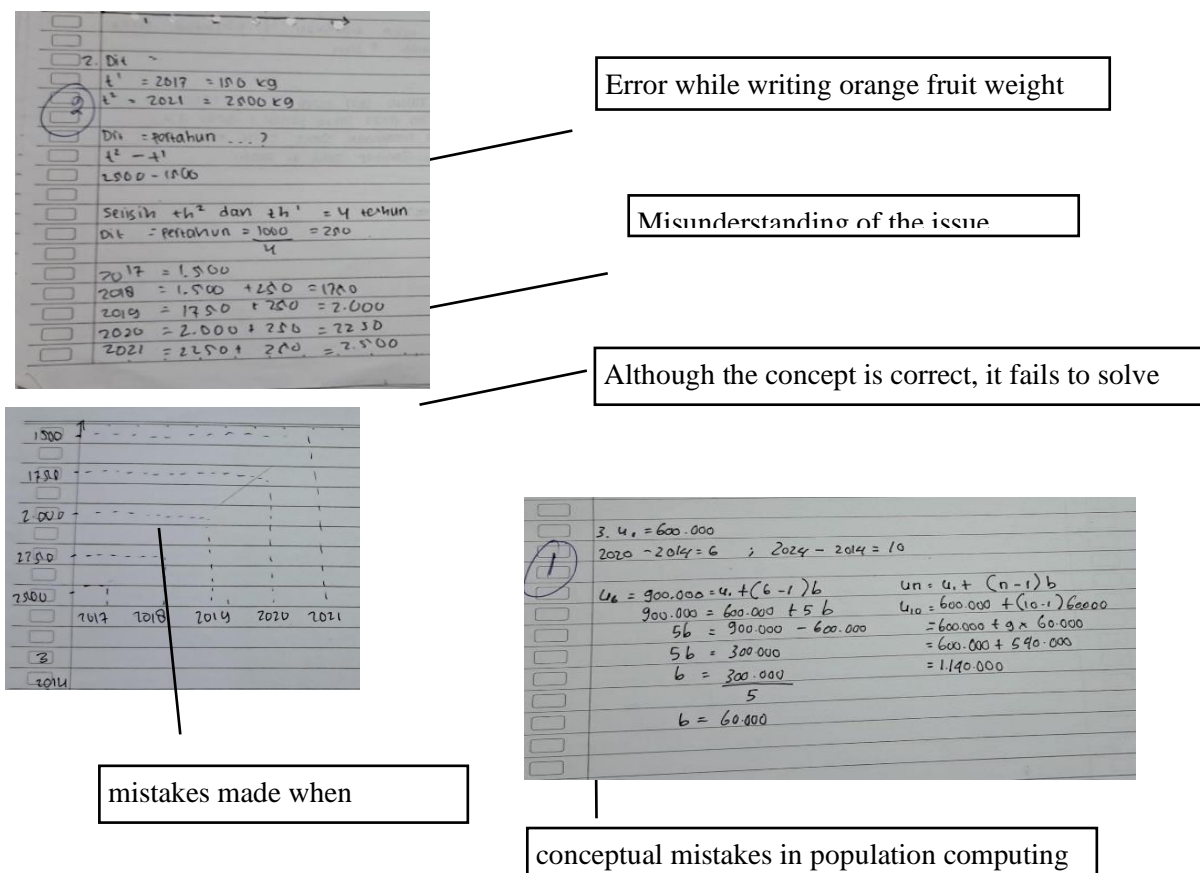 2. Dit =
t¹ = 2017 = 150 kg
2
t² = 2021 = 2500 kg
Dit = pertahun ... ?
t² - t¹
2500 - 1500
Selisih th² dan th¹ = 4 tahun
Dit = pertahun = 1000/4 = 250
2017 = 1.500
2018 = 1.500 + 250 = 1750
2019 = 1750 + 250 = 2.000
2020 = 2.000 + 250 = 2250
2021 = 2250 + 250 = 2.500
Error while writing orange fruit weight
Misunderstanding of the issue
Although the concept is correct, it fails to solve
1500
1750
2.000
2250
2500
2017 2018 2019 2020 2021
3
2014
mistakes made when
1
3. u₁ = 600.000
2020 - 2014 = 6 ; 2024 - 2014 = 10
u₆ = 900.000 = u₁ + (6-1)b
900.000 = 600.000 + 5b
5b = 900.000 - 600.000
5b = 300.000
b = 300.000/5
b = 60.000
un = u₁ + (n-1)b
u₁₀ = 600.000 + (10-1)60000
= 600.000 + 9 x 60.000
= 600.000 + 540.000
= 1.140.000
conceptual mistakes in population computing